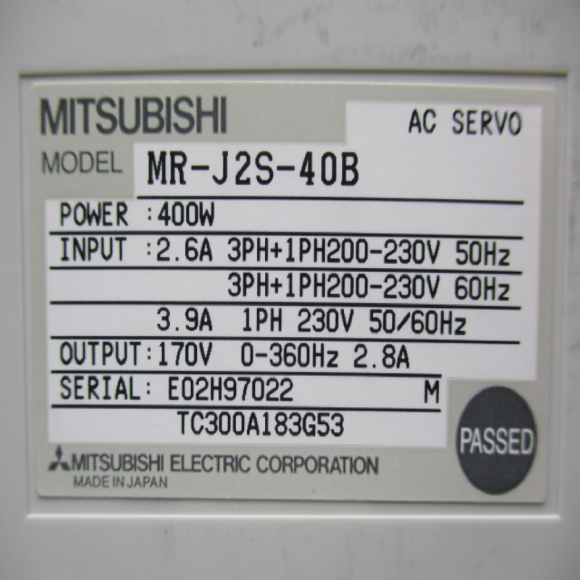 MITSUBISHI AC SERVO
MODEL MR-J2S-40B
POWER :400W
INPUT :2.6A 3PH+1PH200-230V 50Hz
3PH+1PH200-230V 60Hz
3.9A 1PH 230V 50/60Hz
OUTPUT:170V 0-360Hz 2.8A
SERIAL: E02H97022 M
TC300A183G53
PASSED
MITSUBISHI ELECTRIC CORPORATION
MADE IN JAPAN